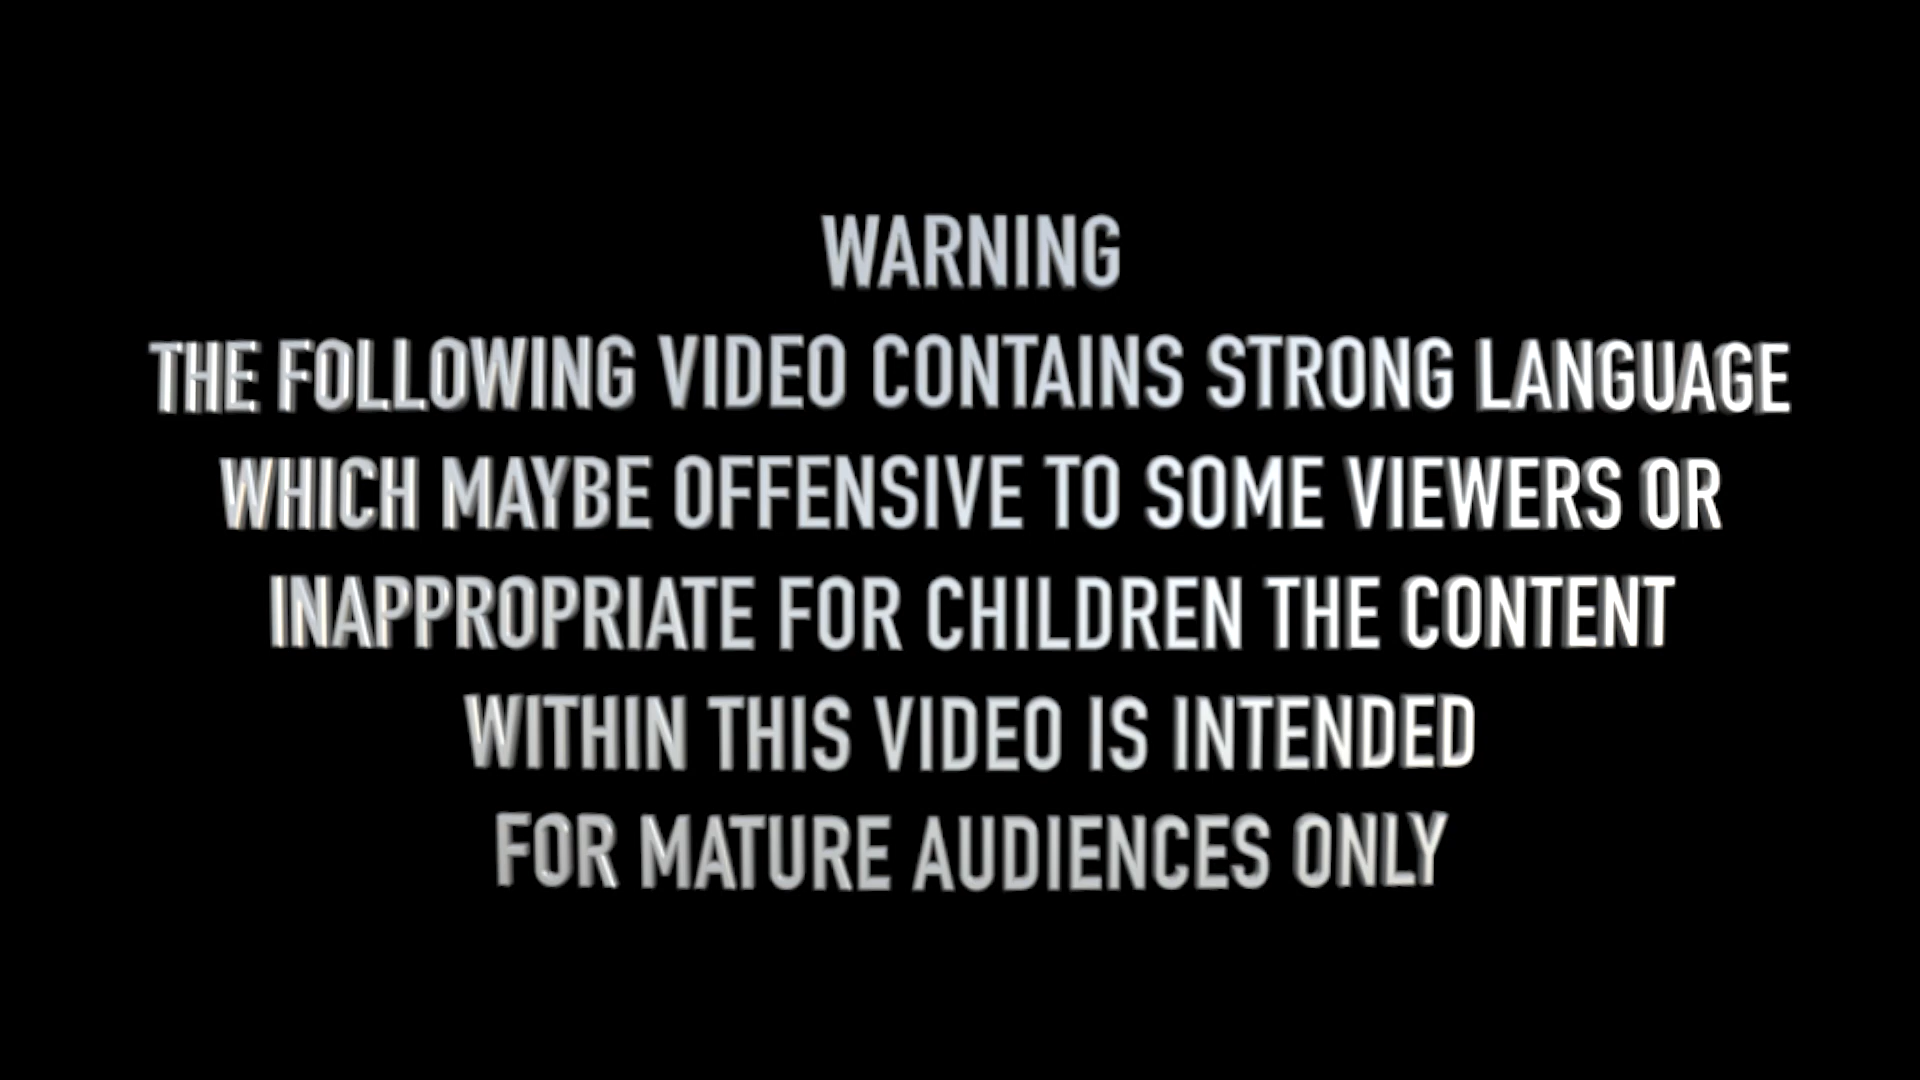 WARNING
THE FOLLOWING VIDEO CONTAINS STRONG LANGUAGE
WHICH MAYBE OFFENSIVE TO SOME VIEWERS OR
INAPPROPRIATE FOR CHILDREN THE CONTENT
WITHIN THIS VIDEO IS INTENDED
FOR MATURE AUDIENCES ONLY